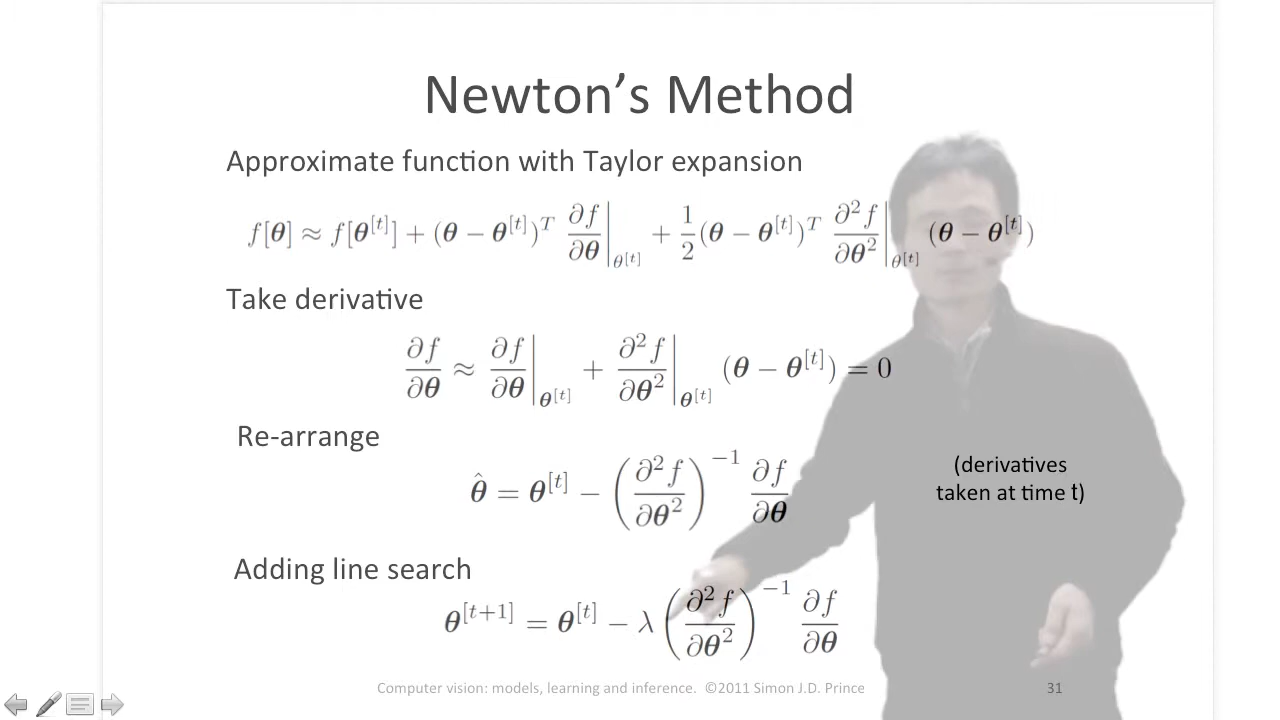 Newton's Method
Approximate function with Taylor expansion
f[θ] ≈ f[θ^[t]] + (θ − θ^[t])^T ∂f/∂θ|_θ^[t] + 1/2 (θ − θ^[t])^T ∂²f/∂θ²|_θ^[t] (θ − θ^[t])
Take derivative
∂f/∂θ ≈ ∂f/∂θ|_θ^[t] + ∂²f/∂θ²|_θ^[t] (θ − θ^[t]) = 0
Re-arrange
θ̂ = θ^[t] − (∂²f/∂θ²)^−1 ∂f/∂θ
(derivatives
taken at time t)
Adding line search
θ^[t+1] = θ^[t] − λ (∂²f/∂θ²)^−1 ∂f/∂θ
Computer vision: models, learning and inference. ©2011 Simon J.D. Prince
31